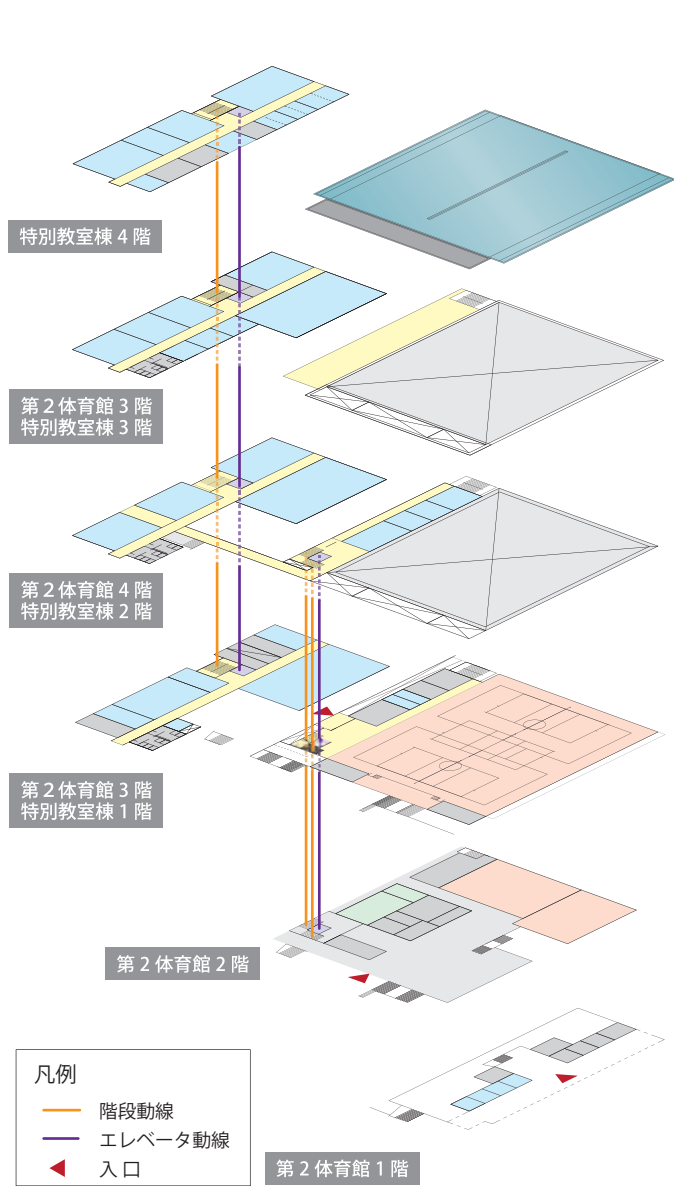 特別教室棟 4 階
第２体育館 3 階
特別教室棟 3 階
第２体育館 4 階
特別教室棟 2 階
第２体育館 3 階
特別教室棟 1 階
第 2 体育館 2 階
凡例
階段動線
エレベータ動線
入 口
第 2 体育館 1 階